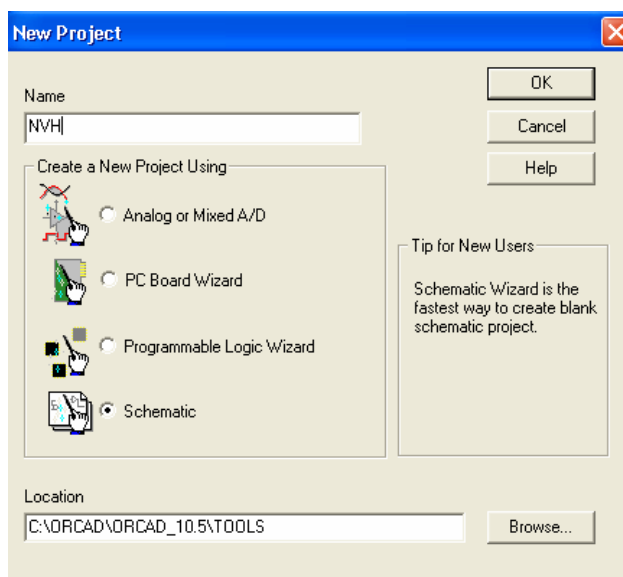 New Project
Name
NVH
OK
Cancel
Help
Create a New Project Using
Analog or Mixed A/D
PC Board Wizard
Programmable Logic Wizard
Schematic
Tip for New Users
Schematic Wizard is the
fastest way to create blank
schematic project.
Location
C:\ORCAD\ORCAD_10.5\TOOLS
Browse...